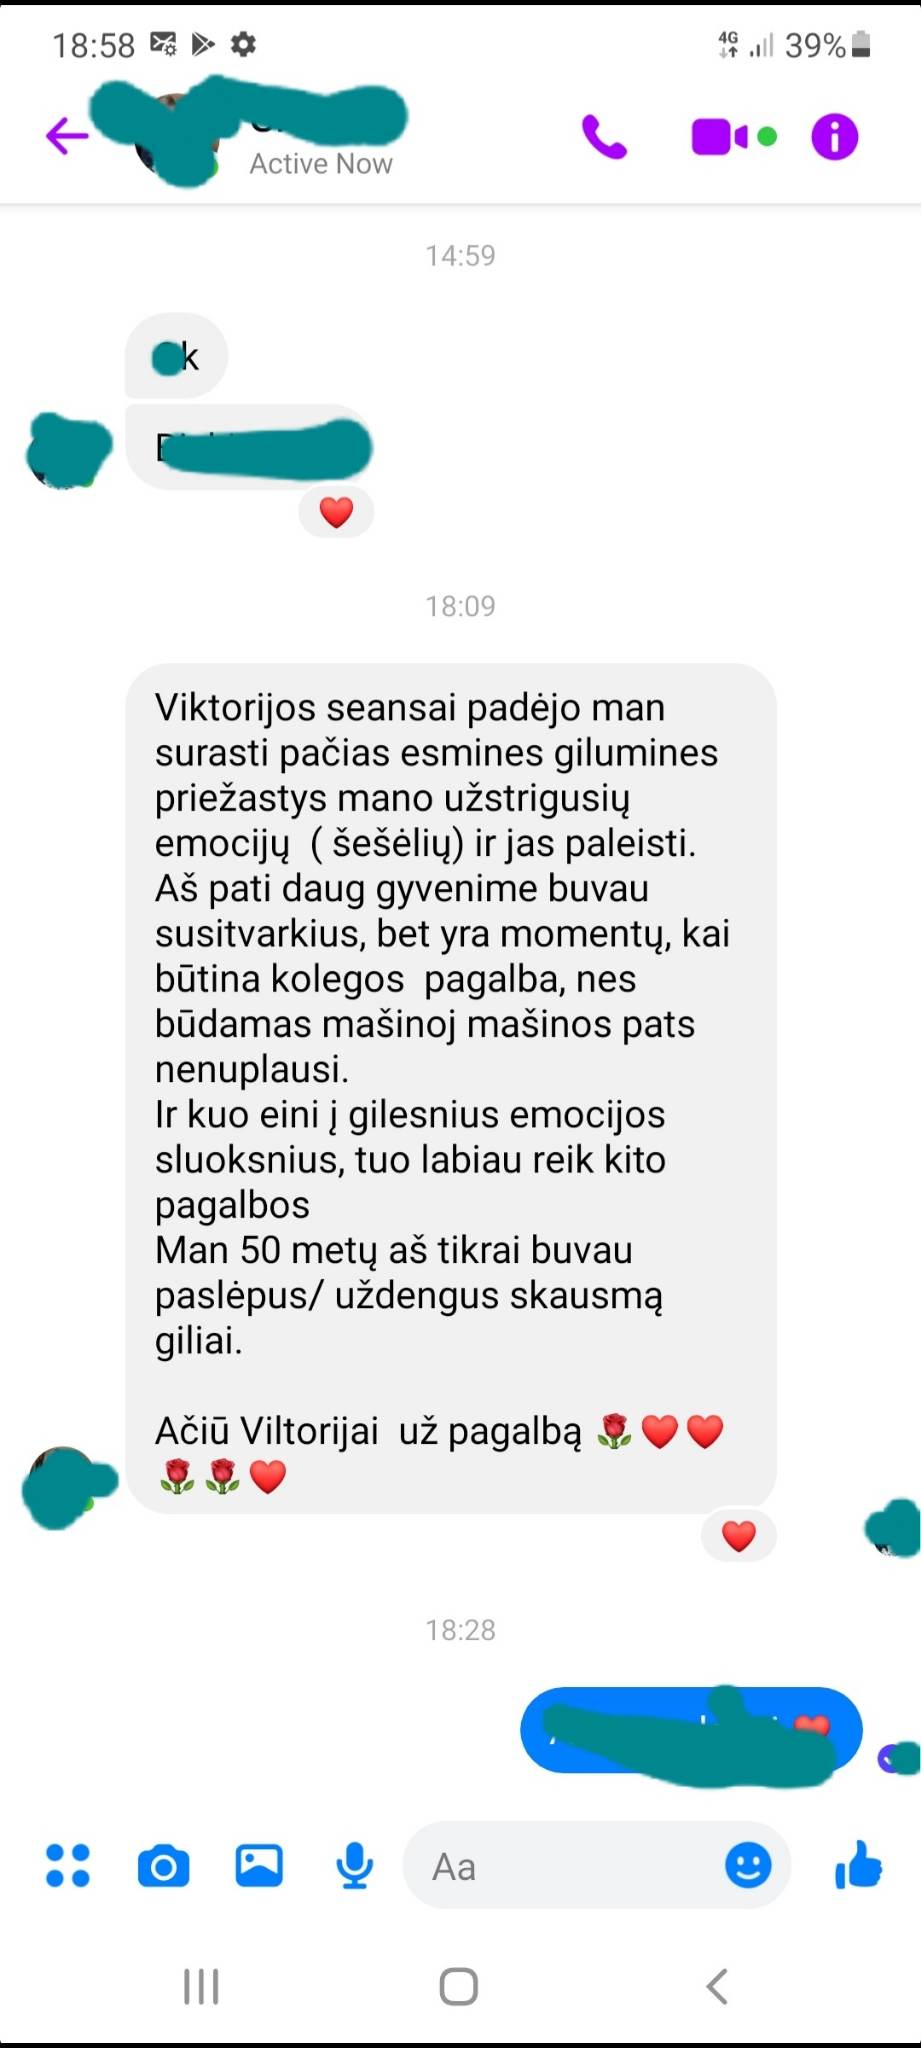 18:58
4G
39%
Active Now
14:59
18:09
Viktorijos seansai padėjo man
surasti pačias esmines gilumines
priežastys mano užstrigusių
emocijų ( šešėlių) ir jas paleisti.
Aš pati daug gyvenime buvau
susitvarkius, bet yra momentų, kai
būtina kolegos pagalba, nes
būdamas mašinoj mašinos pats
nenuplausi.
Ir kuo eini į gilesnius emocijos
sluoksnius, tuo labiau reik kito
pagalbos
Man 50 metų aš tikrai buvau
paslėpus/ uždengus skausmą
giliai.
Ačiū Viltorijai už pagalbą 🌹❤️❤️
🌹🌹❤️
18:28
Aa